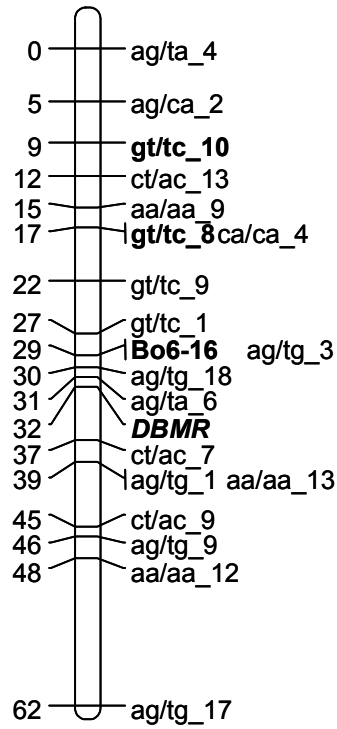 0 ag/ta_4
5 ag/ca_2
9 gt/tc_10
12 ct/ac_13
15 aa/aa_9
17 gt/tc_8 ca/ca_4
22 gt/tc_9
27 gt/tc_1
29 Bo6-16 ag/tg_3
30 ag/tg_18
31 ag/ta_6
32 DBMR
37 ct/ac_7
39 ag/tg_1 aa/aa_13
45 ct/ac_9
46 ag/tg_9
48 aa/aa_12
62 ag/tg_17